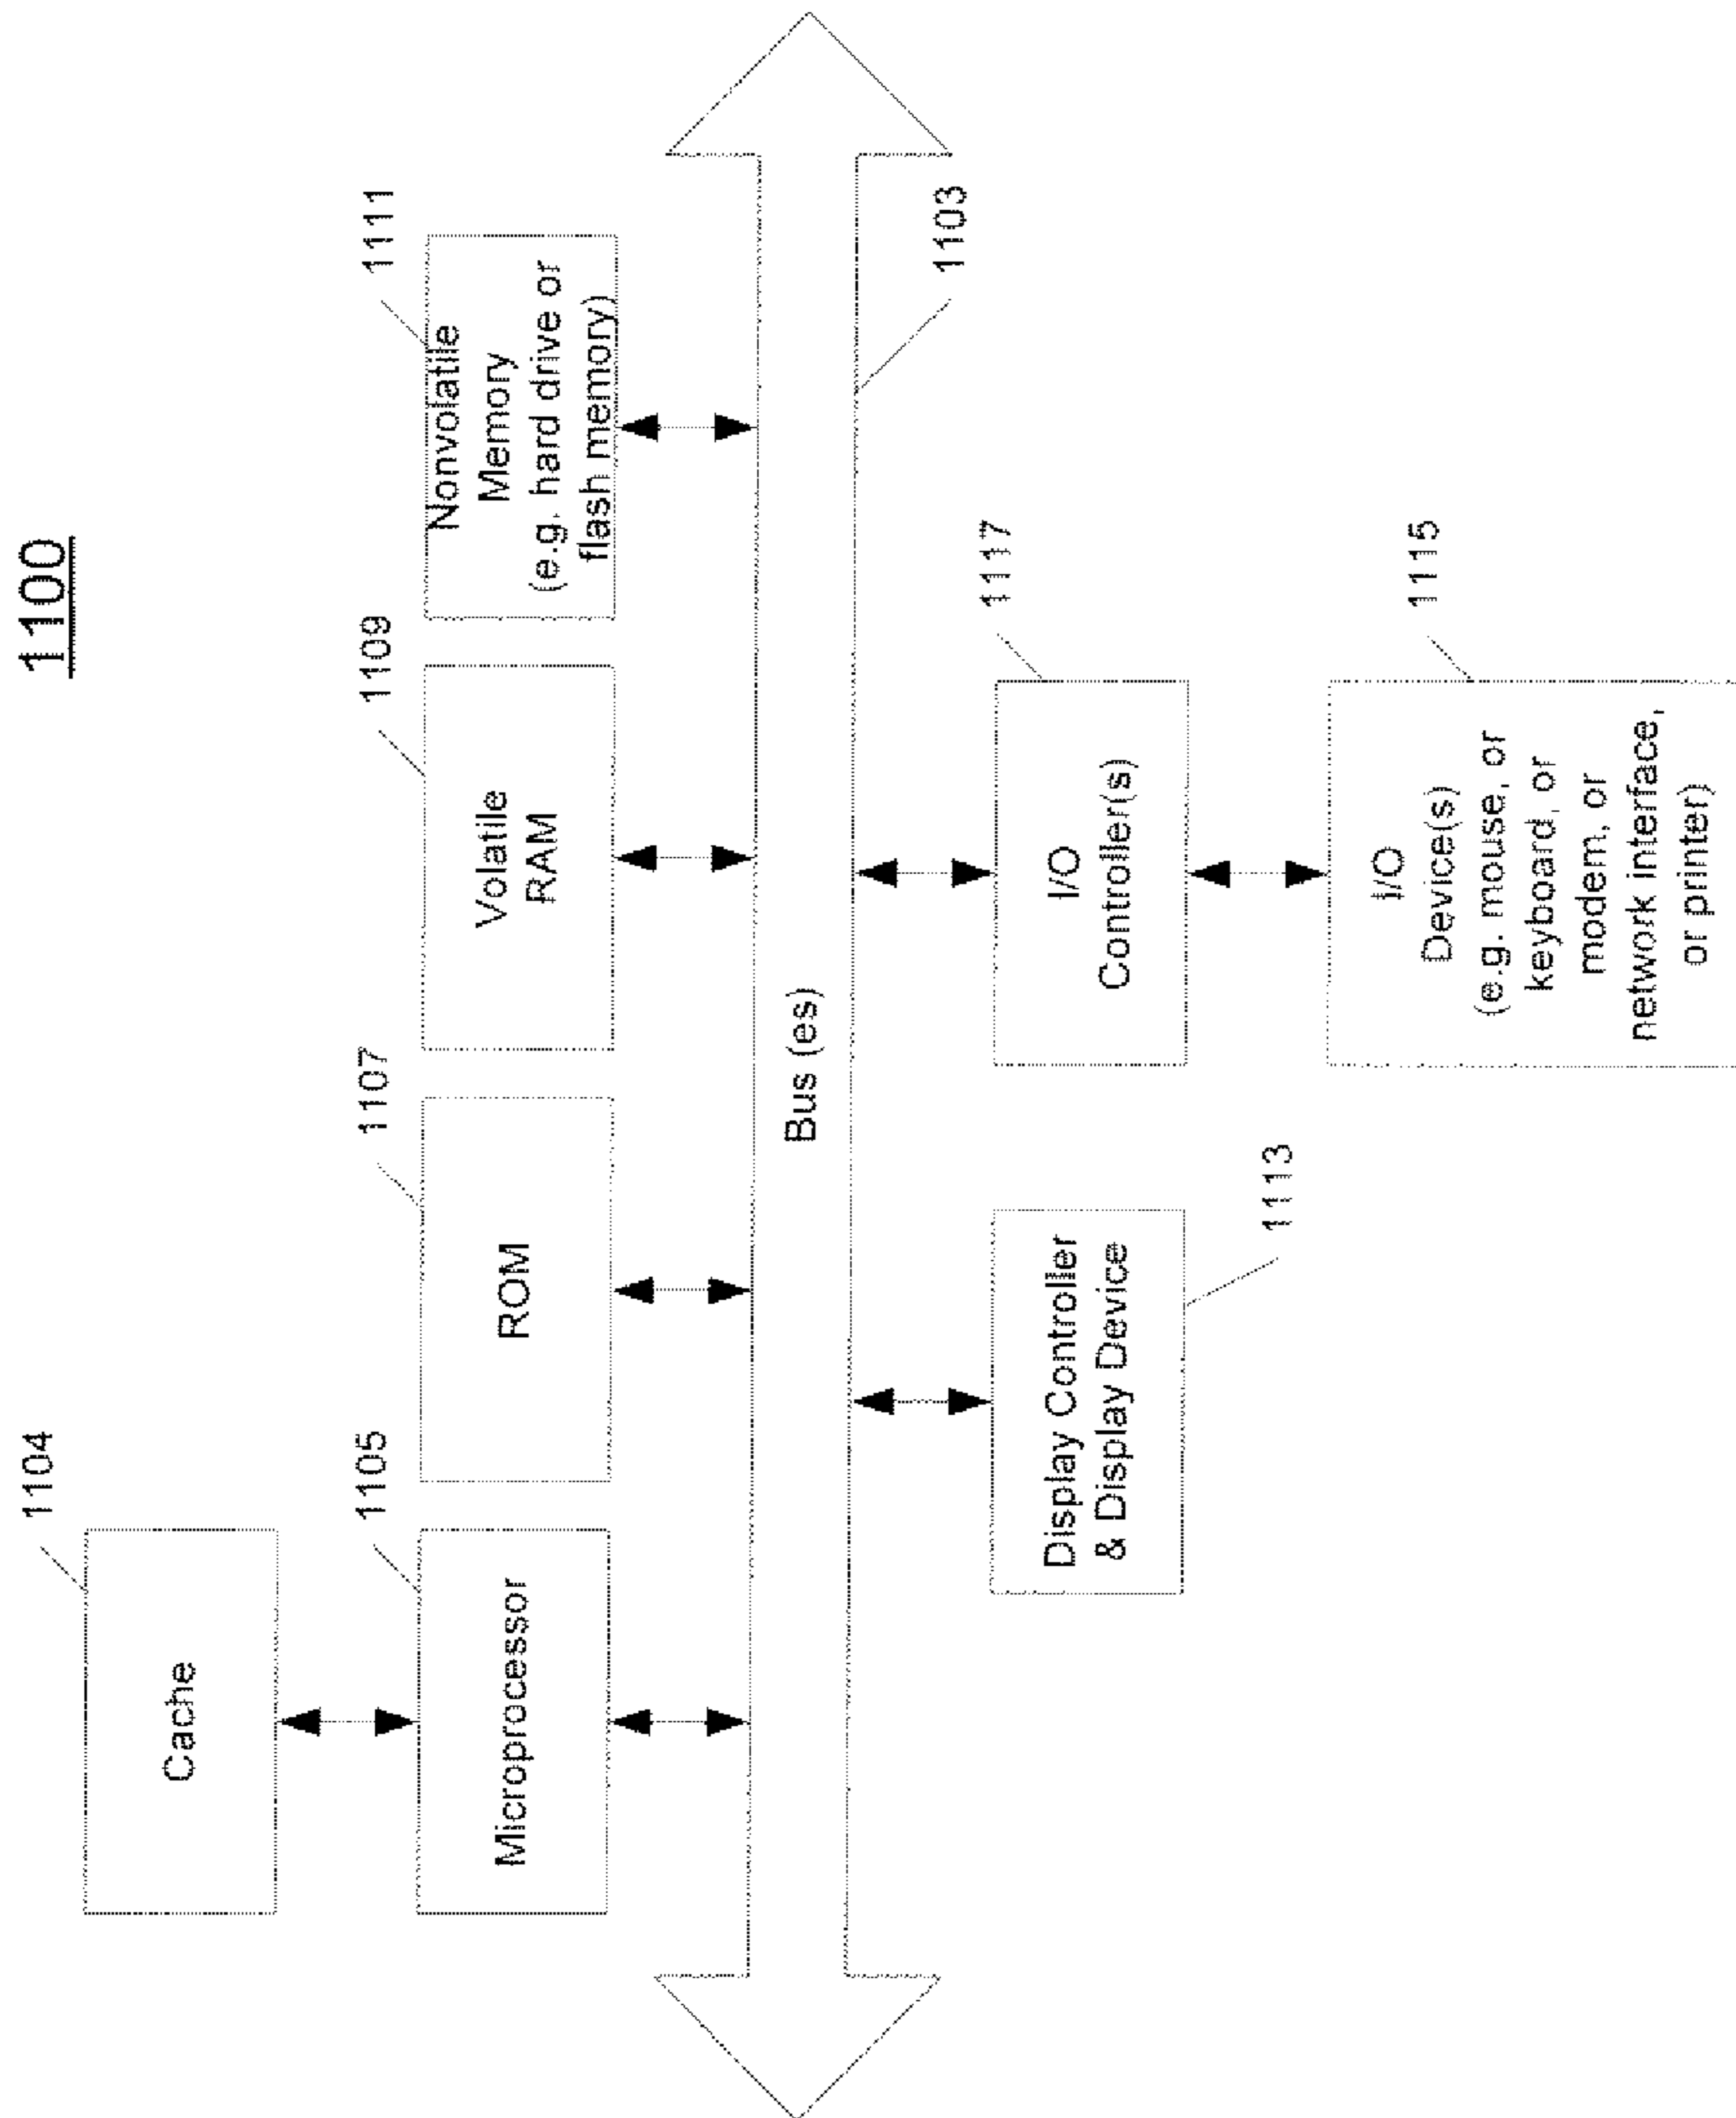 1100
1104
Cache
1105
Microprocessor
1107
ROM
1109
Volatile
RAM
1111
Nonvolatile
Memory
(e.g. hard drive or
flash memory)
Bus (es)
1103
Display Controller
& Display Device
1113
1117
I/O
Controller(s)
1115
I/O
Device(s)
(e.g. mouse, or
keyboard, or
modem, or
network interface,
or printer)